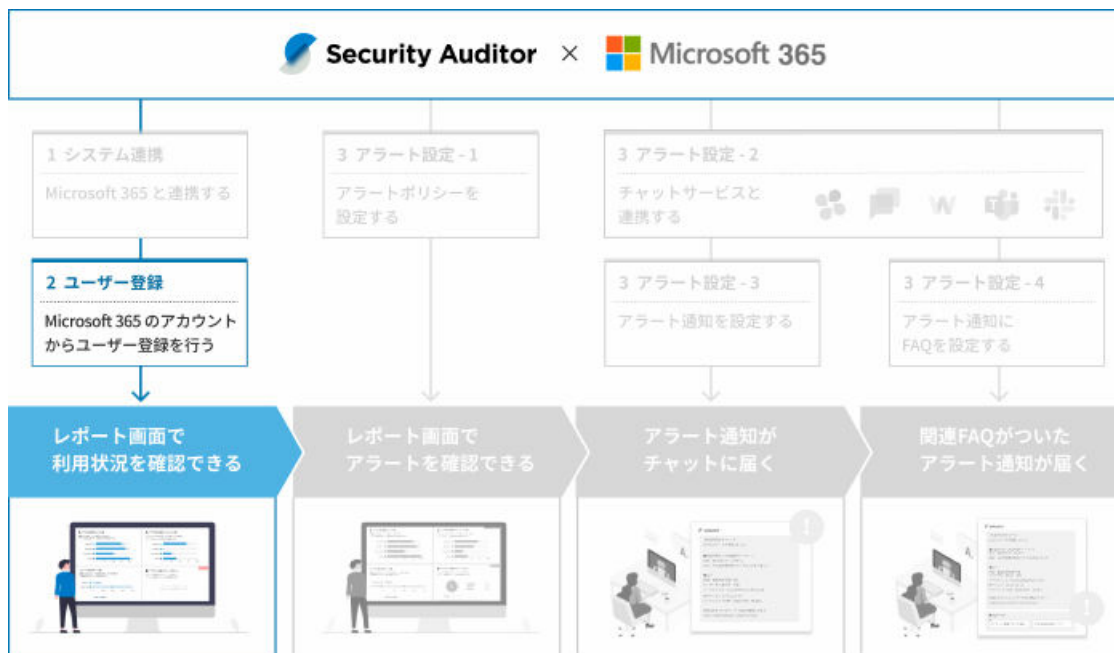 Security Auditor × Microsoft 365
1 システム連携
Microsoft 365 と連携する
2 ユーザー登録
Microsoft 365 のアカウント
からユーザー登録を行う
3 アラート設定 - 1
アラートポリシーを
設定する
3 アラート設定 - 2
チャットサービスと
連携する
3 アラート設定 - 3
アラート通知を設定する
3 アラート設定 - 4
アラート通知に
FAQを設定する
レポート画面で
利用状況を確認できる
レポート画面で
アラートを確認できる
アラート通知が
チャットに届く
関連FAQがついた
アラート通知が届く